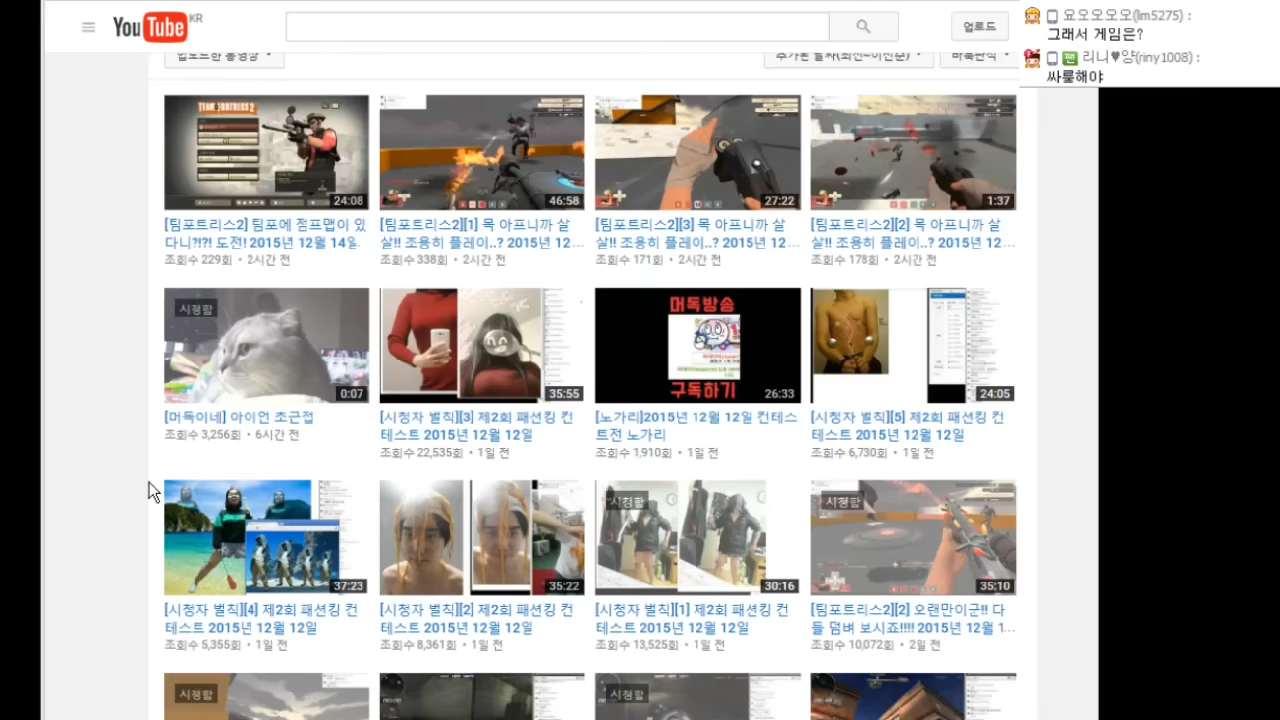 YouTube KR
업로드
요오오오오(lm5275) :
그래서 게임은?
팬 리니♥양(riny1008) :
싸룰해야
업로드한 동영상
추가된 날짜(최신~이전순)
바둑판식
TEAM FORTRESS 2
24:08
46:58
27:22
1:37
[팀포트리스2] 팀포에 점프맵이 있
다니?!?! 도전! 2015년 12월 14일
조회수 229회 • 2시간 전
[팀포트리스2][1] 목 아프니까 살
살!! 조용히 플레이..? 2015년 12...
조회수 338회 • 2시간 전
[팀포트리스2][3] 목 아프니까 살
살!! 조용히 플레이..? 2015년 12...
조회수 171회 • 2시간 전
[팀포트리스2][2] 목 아프니까 살
살!! 조용히 플레이..? 2015년 12...
조회수 178회 • 2시간 전
시청함
0:07
35:55
머독방송
구독하기
26:33
24:05
[머독이네] 아이언 초근접
조회수 3,256회 • 6시간 전
[시청자 벌칙][3] 제2회 패션킹 컨
테스트 2015년 12월 12일
조회수 22,535회 • 1일 전
[노가리]2015년 12월 12일 컨테스
트전 노가리
조회수 1,910회 • 1일 전
[시청자 벌칙][5] 제2회 패션킹 컨
테스트 2015년 12월 12일
조회수 6,730회 • 1일 전
37:23
35:22
시청함
30:16
시청함
35:10
[시청자 벌칙][4] 제2회 패션킹 컨
테스트 2015년 12월 12일
조회수 5,355회 • 1일 전
[시청자 벌칙][2] 제2회 패션킹 컨
테스트 2015년 12월 12일
조회수 8,361회 • 1일 전
[시청자 벌칙][1] 제2회 패션킹 컨
테스트 2015년 12월 12일
조회수 13,525회 • 1일 전
[팀포트리스2][2] 오랜만이군!! 다
들 덤벼 보시죠!!!! 2015년 12월 1...
조회수 10,072회 • 2일 전
시청함
시청함